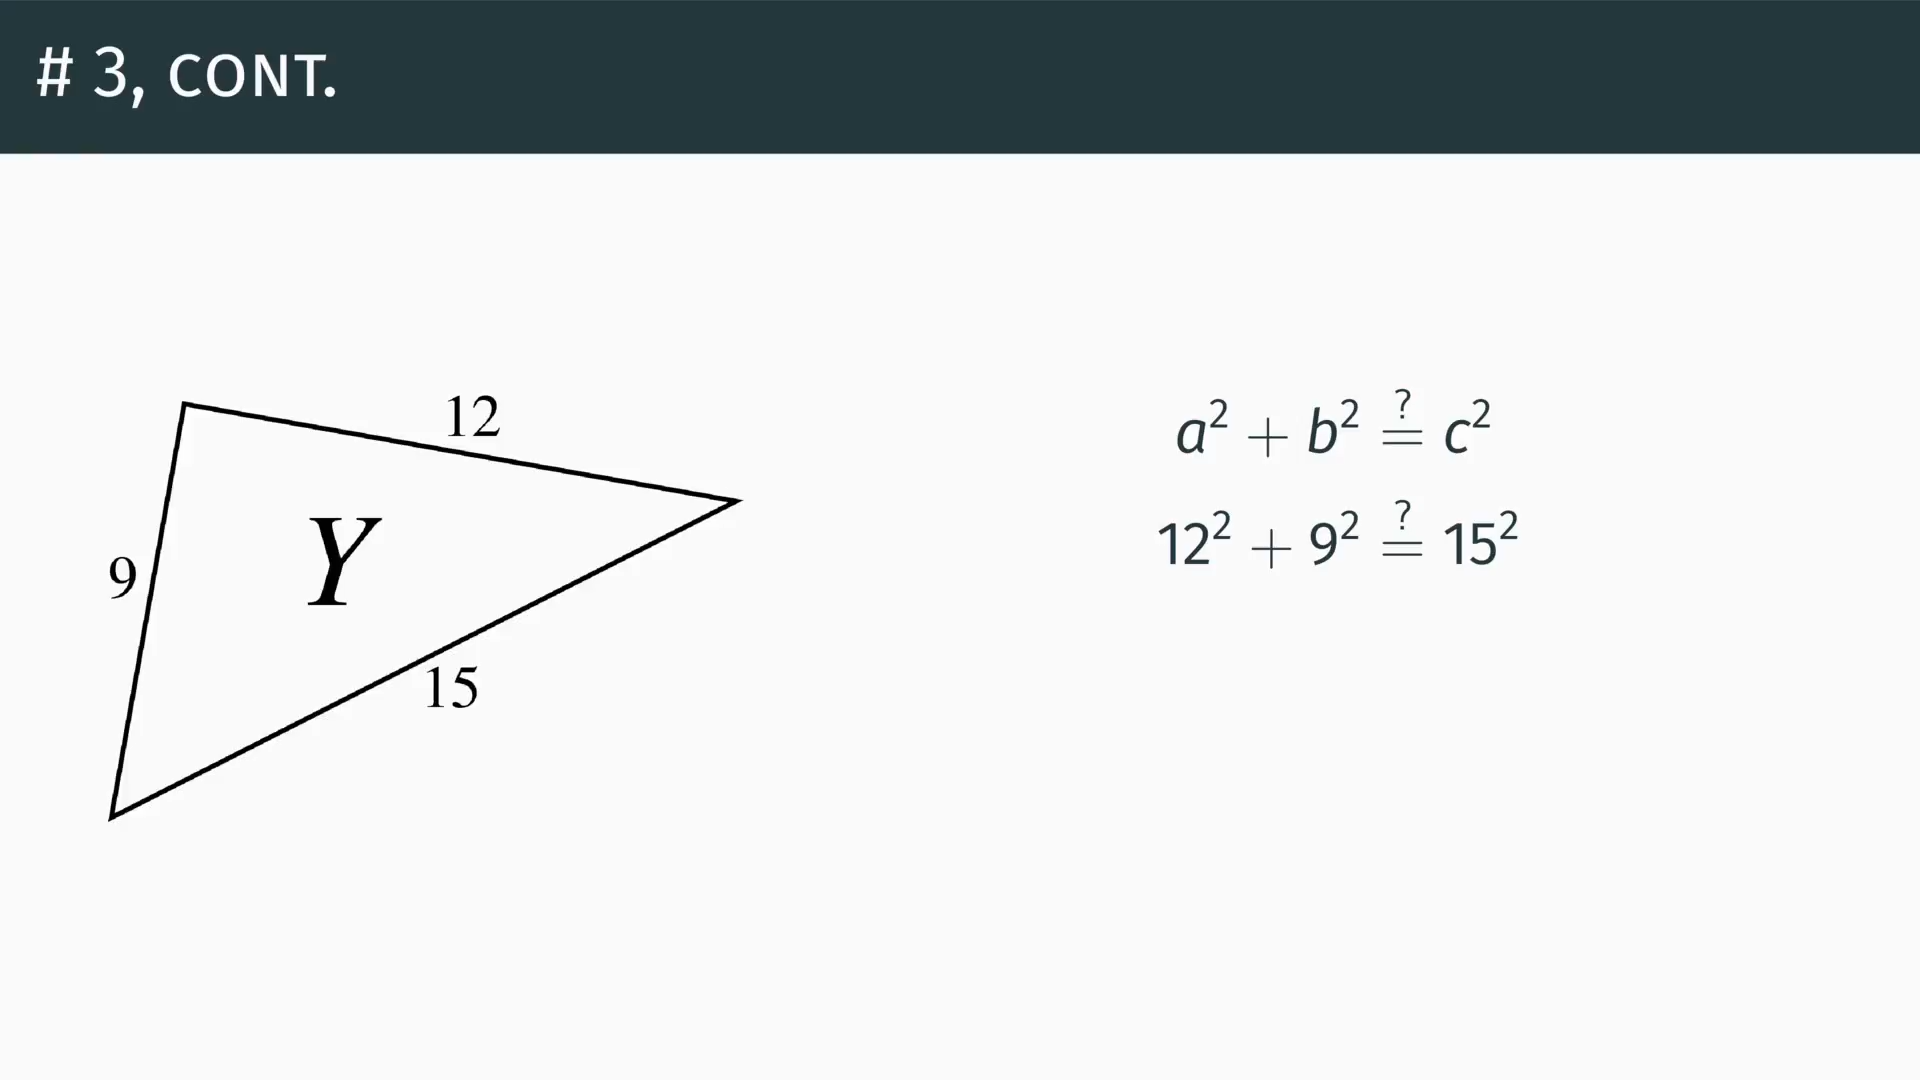 # 3, CONT.
12
9
Y
15
a² + b² ≟ c²
12² + 9² ≟ 15²